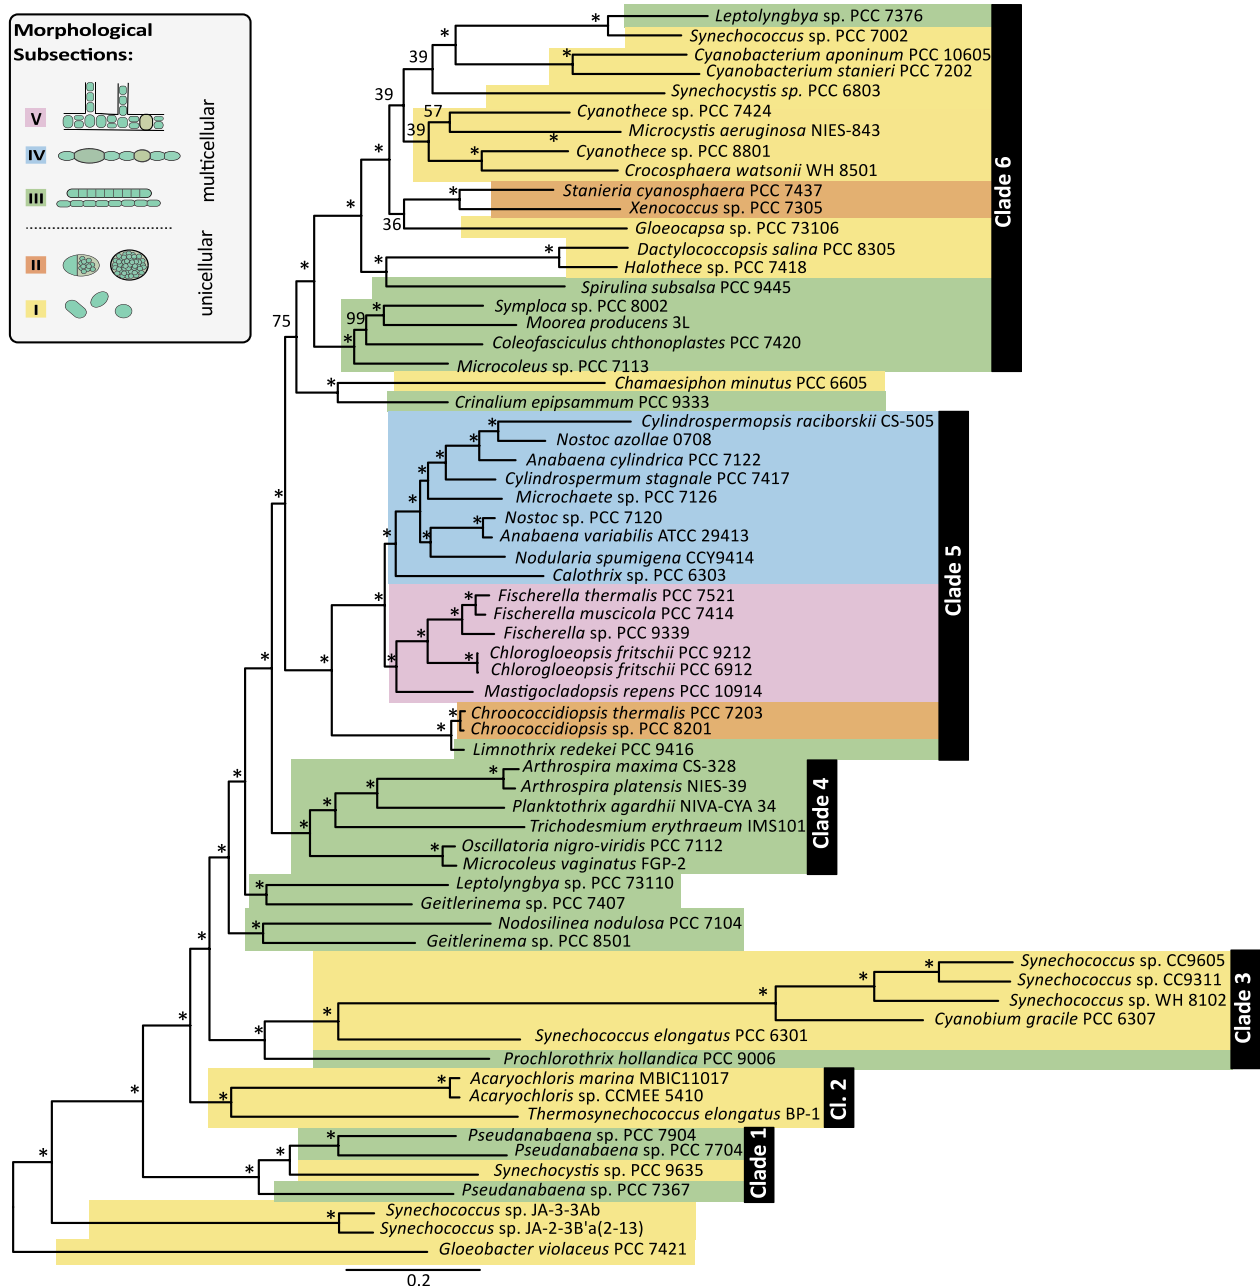 Morphological
Subsections:
V
IV
III
II
I
multicellular
unicellular
Leptolyngbya sp. PCC 7376
Synechococcus sp. PCC 7002
Cyanobacterium aponinum PCC 10605
Cyanobacterium stanieri PCC 7202
Synechocystis sp. PCC 6803
Cyanothece sp. PCC 7424
Microcystis aeruginosa NIES-843
Cyanothece sp. PCC 8801
Crocosphaera watsonii WH 8501
Stanieria cyanosphaera PCC 7437
Xenococcus sp. PCC 7305
Gloeocapsa sp. PCC 73106
Dactylococcopsis salina PCC 8305
Halothece sp. PCC 7418
Spirulina subsalsa PCC 9445
Symploca sp. PCC 8002
Moorea producens 3L
Coleofasciculus chthonoplastes PCC 7420
Microcoleus sp. PCC 7113
Clade 6
39
39
57
39
36
99
75
Chamaesiphon minutus PCC 6605
Crinalium epipsammum PCC 9333
Cylindrospermopsis raciborskii CS-505
Nostoc azollae 0708
Anabaena cylindrica PCC 7122
Cylindrospermum stagnale PCC 7417
Microchaete sp. PCC 7126
Nostoc sp. PCC 7120
Anabaena variabilis ATCC 29413
Nodularia spumigena CCY9414
Calothrix sp. PCC 6303
Fischerella thermalis PCC 7521
Fischerella muscicola PCC 7414
Fischerella sp. PCC 9339
Chlorogloeopsis fritschii PCC 9212
Chlorogloeopsis fritschii PCC 6912
Mastigocladopsis repens PCC 10914
Chroococcidiopsis thermalis PCC 7203
Chroococcidiopsis sp. PCC 8201
Limnothrix redekei PCC 9416
Clade 5
Arthrospira maxima CS-328
Arthrospira platensis NIES-39
Planktothrix agardhii NIVA-CYA 34
Trichodesmium erythraeum IMS101
Oscillatoria nigro-viridis PCC 7112
Microcoleus vaginatus FGP-2
Clade 4
Leptolyngbya sp. PCC 73110
Geitlerinema sp. PCC 7407
Nodosilinea nodulosa PCC 7104
Geitlerinema sp. PCC 8501
Synechococcus sp. CC9605
Synechococcus sp. CC9311
Synechococcus sp. WH 8102
Cyanobium gracile PCC 6307
Synechococcus elongatus PCC 6301
Prochlorothrix hollandica PCC 9006
Clade 3
Acaryochloris marina MBIC11017
Acaryochloris sp. CCMEE 5410
Thermosynechococcus elongatus BP-1
Cl. 2
Pseudanabaena sp. PCC 7904
Pseudanabaena sp. PCC 7704
Synechocystis sp. PCC 9635
Pseudanabaena sp. PCC 7367
Clade 1
Synechococcus sp. JA-3-3Ab
Synechococcus sp. JA-2-3B'a(2-13)
Gloeobacter violaceus PCC 7421
0.2